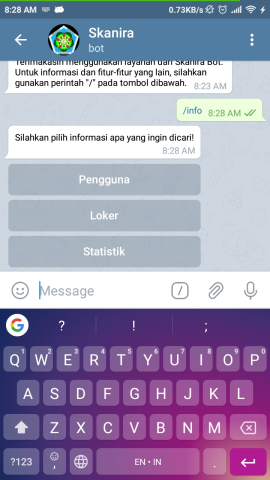 8:28 AM
0.73KB/s
Skanira
bot
Terimakasih menggunakan layanan dari Skanira Bot.
Untuk informasi dan fitur-fitur yang lain, silahkan
gunakan perintah "/" pada tombol dibawah. 8:23 AM
/info 8:28 AM
Silahkan pilih informasi apa yang ingin dicari!
8:28 AM
Pengguna
Loker
Statistik
Message
G ? ! ;
Q 1 W 2 E 3 R 4 T 5 Y 6 U 7 I 8 O 9 P 0
A S D F G H J K L
Z X C V B N M
?123 , EN • IN .